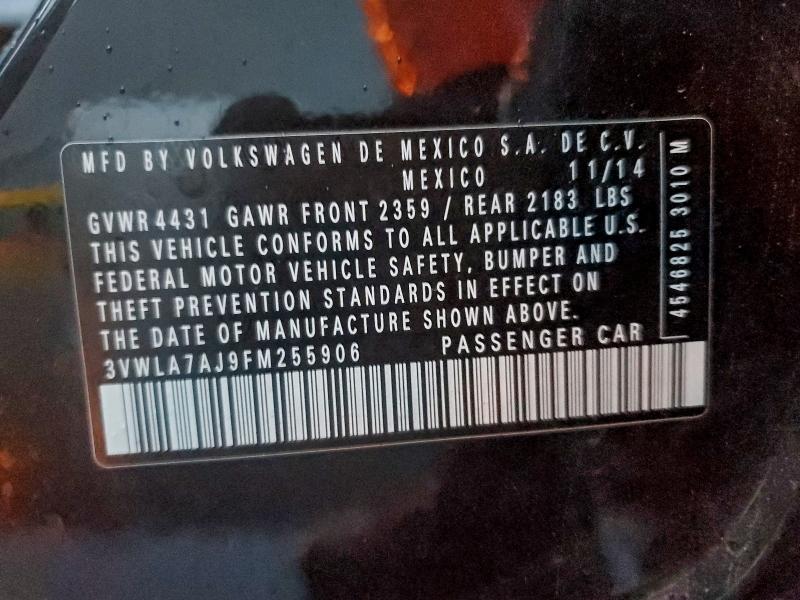 MFD BY VOLKSWAGEN DE MEXICO S.A. DE C.V.
MEXICO 11/14
GVWR 4431 GAWR FRONT 2359 / REAR 2183 LBS
THIS VEHICLE CONFORMS TO ALL APPLICABLE U.S.
FEDERAL MOTOR VEHICLE SAFETY, BUMPER AND
THEFT PREVENTION STANDARDS IN EFFECT ON
THE DATE OF MANUFACTURE SHOWN ABOVE.
3VWLA7AJ9FM255906 PASSENGER CAR
4546825 3010 M